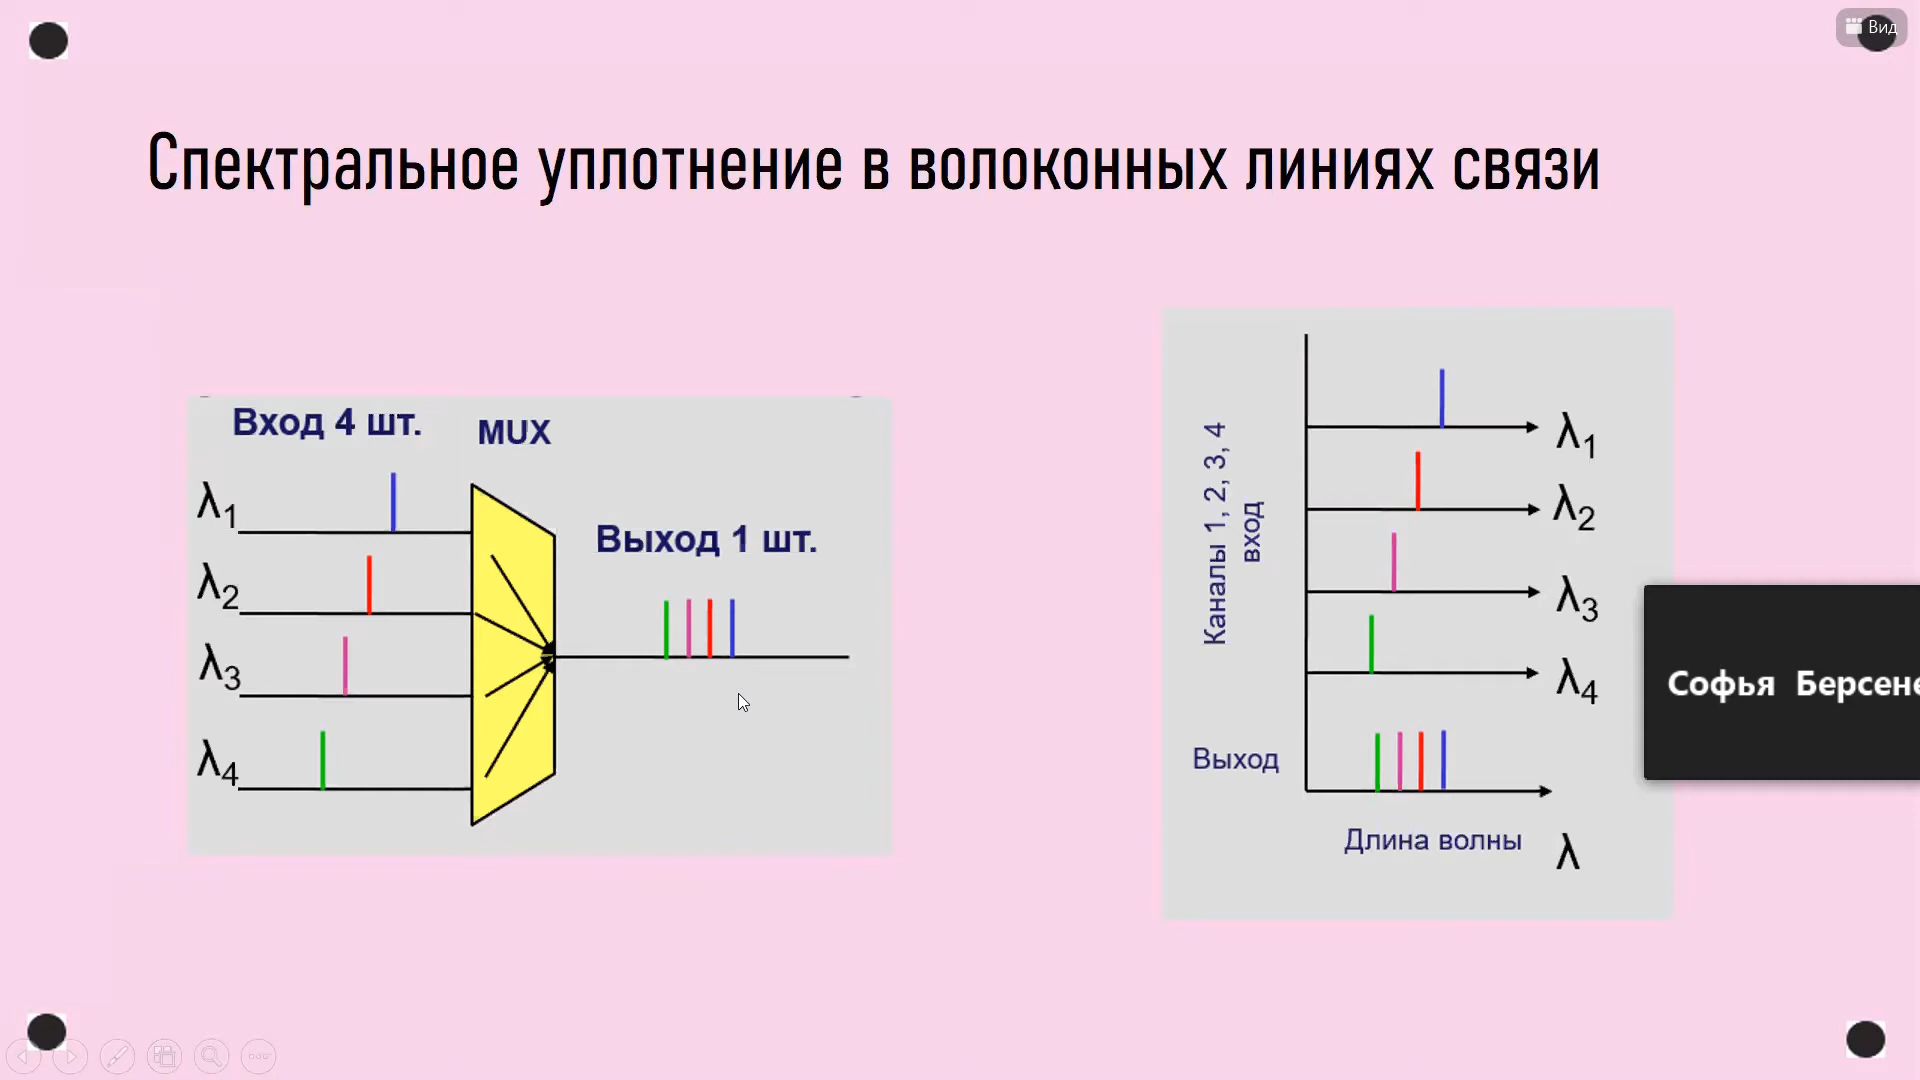 Вид
Спектральное уплотнение в волоконных линиях связи
Вход 4 шт.
MUX
λ1
λ2
λ3
λ4
Выход 1 шт.
Каналы 1, 2, 3, 4
вход
λ1
λ2
λ3
λ4
Выход
Длина волны
λ
Софья